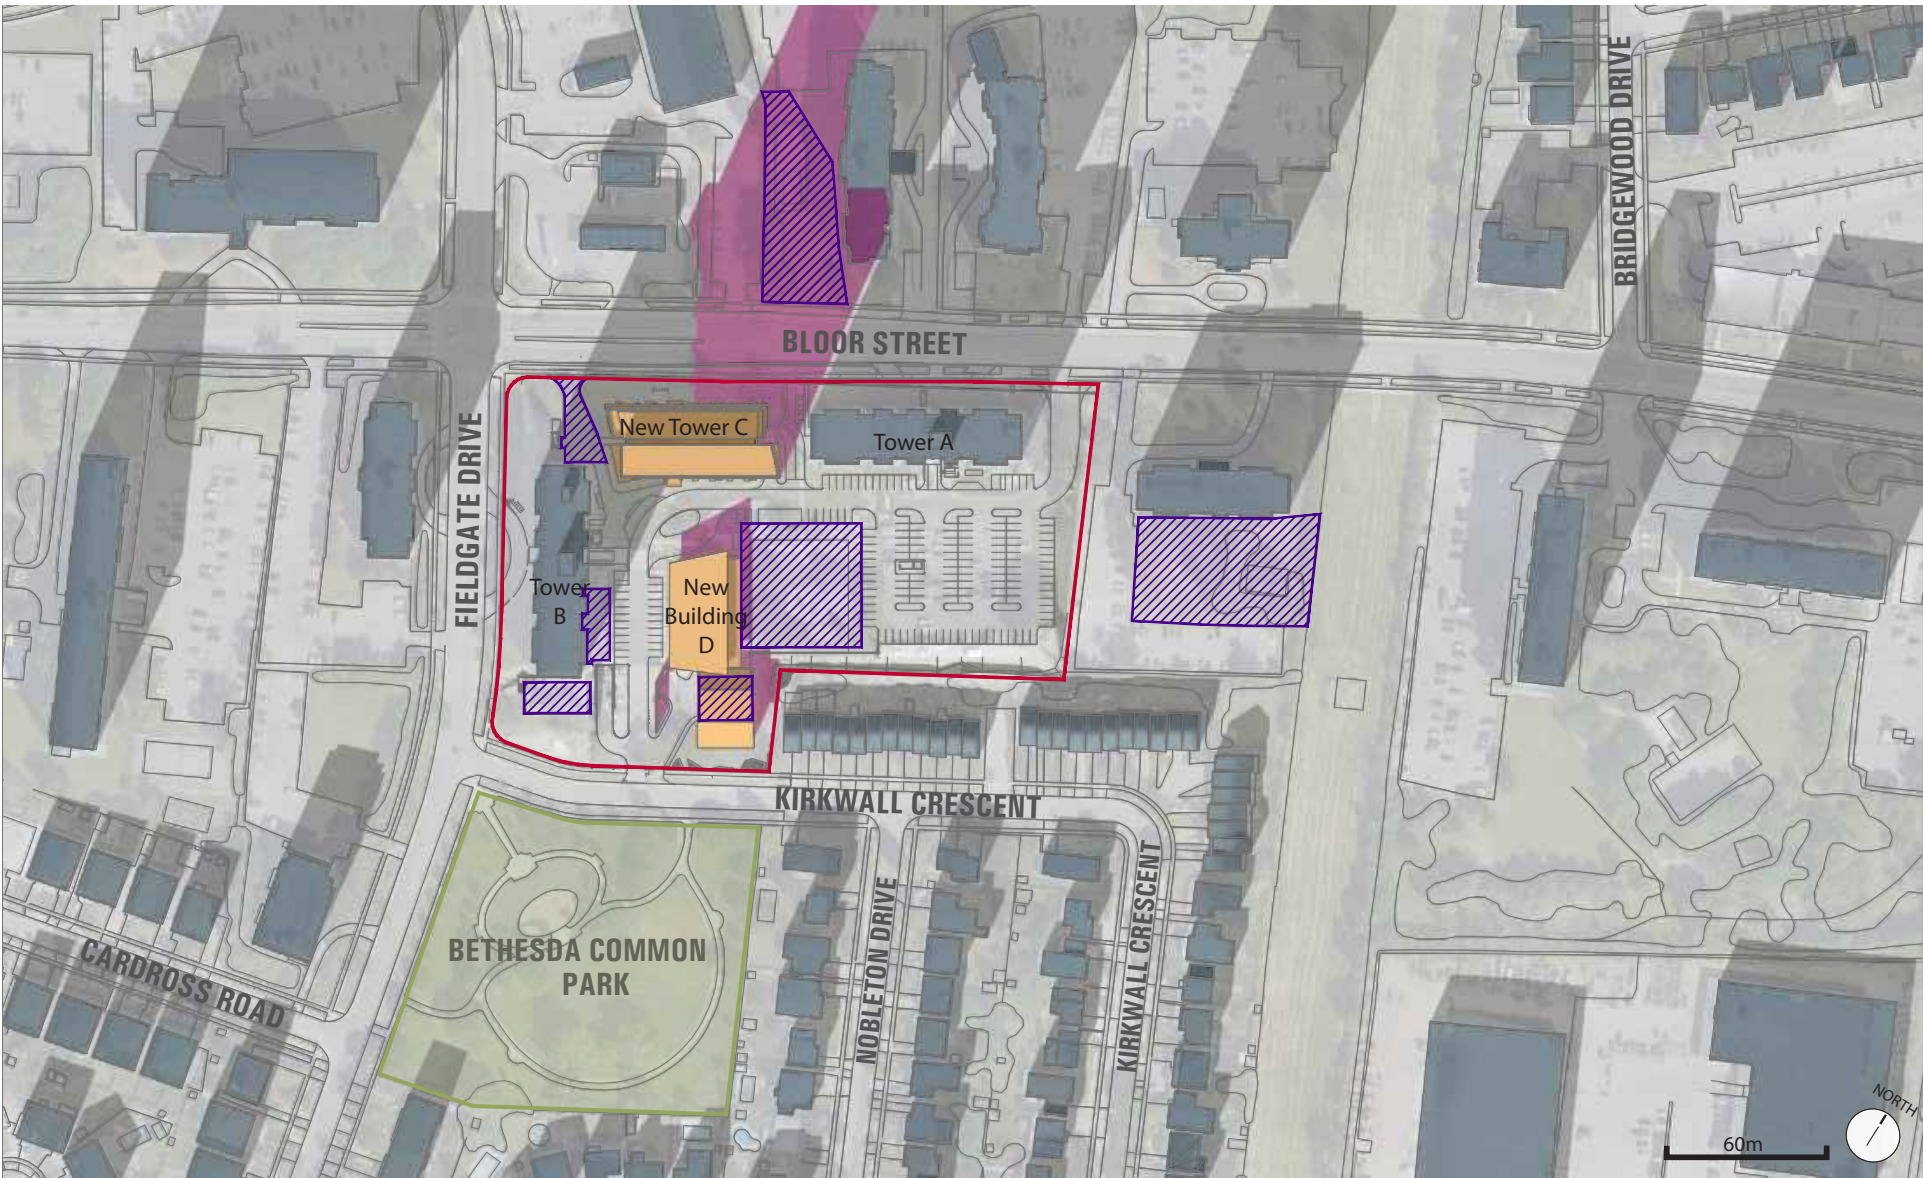 BRIDGEWOOD DRIVE
BLOOR STREET
FIELDGATE DRIVE
New Tower C
Tower A
Tower
B
New
Building
D
KIRKWALL CRESCENT
NOBLETON DRIVE
KIRKWALL CRESCENT
BETHESDA COMMON
PARK
CARDROSS ROAD
NORTH
60m